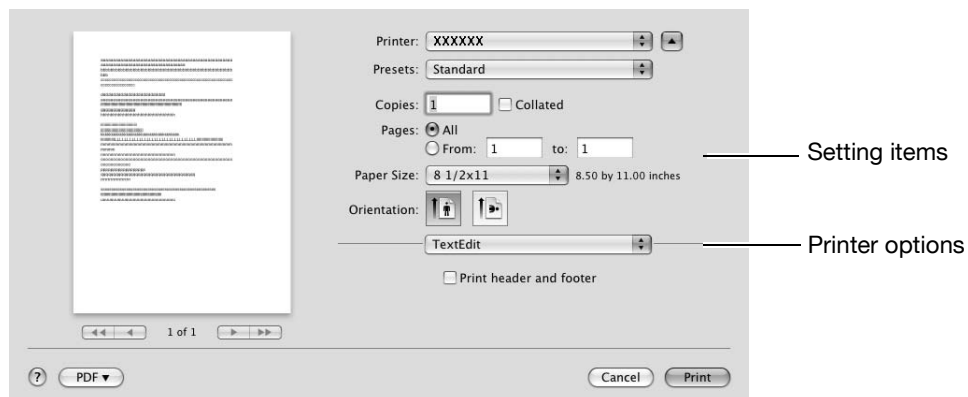 Printer: XXXXXX
Presets: Standard
Copies: 1 Collated
Pages: All
From: 1 to: 1
Paper Size: 8 1/2x11 8.50 by 11.00 inches
Setting items
Orientation:
TextEdit
Printer options
Print header and footer
1 of 1
? PDF▼ Cancel Print